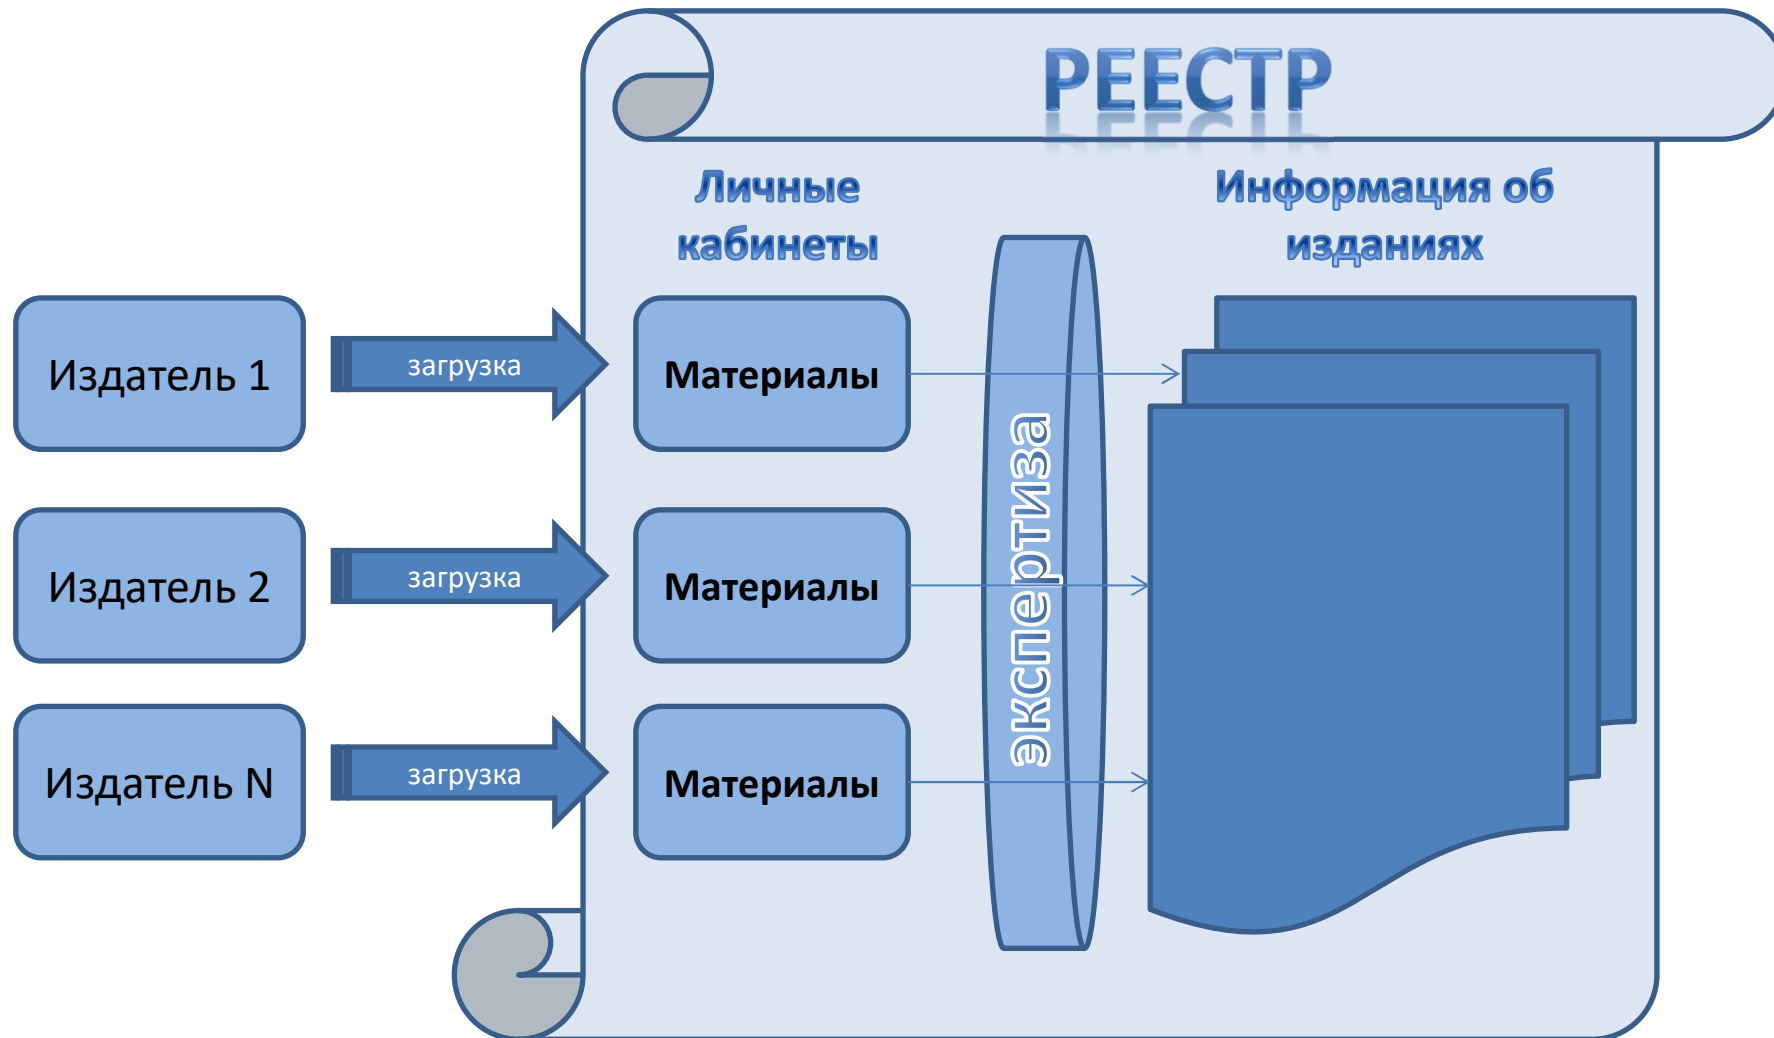 РЕЕСТР
Личные
кабинеты
Информация об
изданиях
Издатель 1
загрузка
Материалы
Издатель 2
загрузка
Материалы
Издатель N
загрузка
Материалы
экспертиза